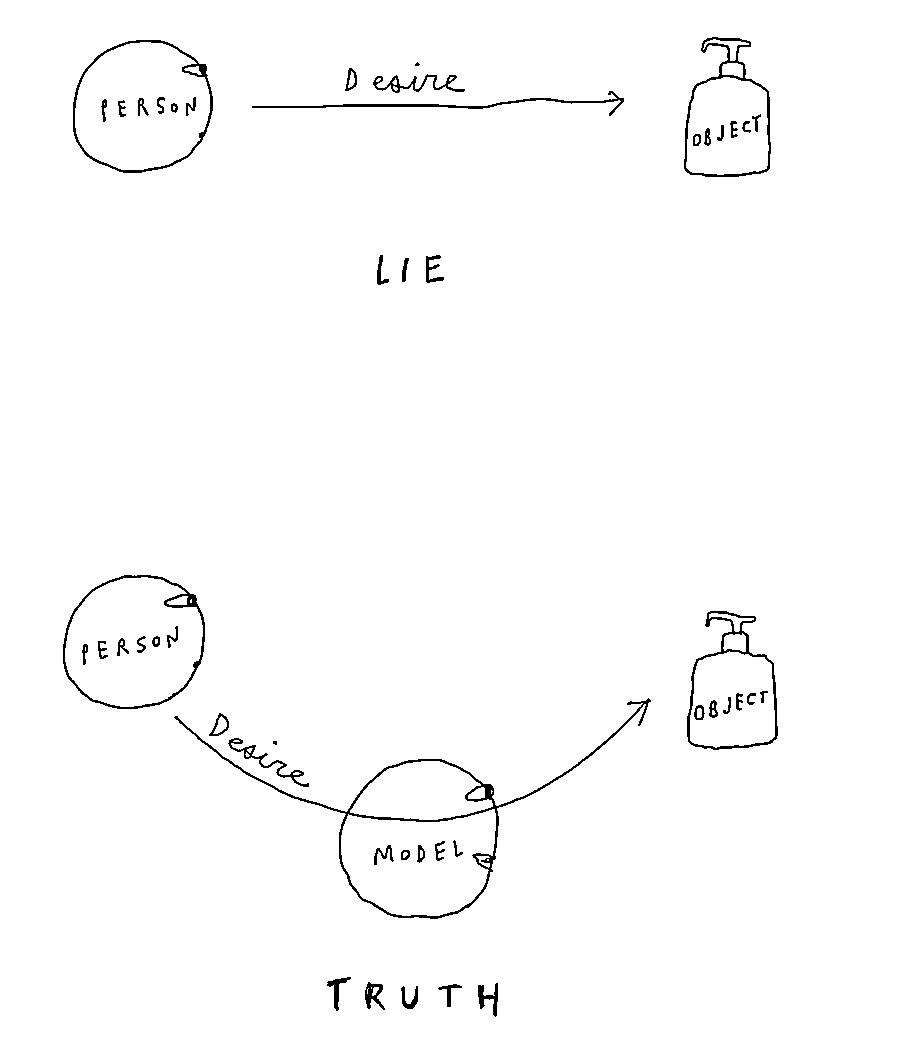 Desire
PERSON
OBJECT
LIE
PERSON
Desire
OBJECT
MODEL
TRUTH